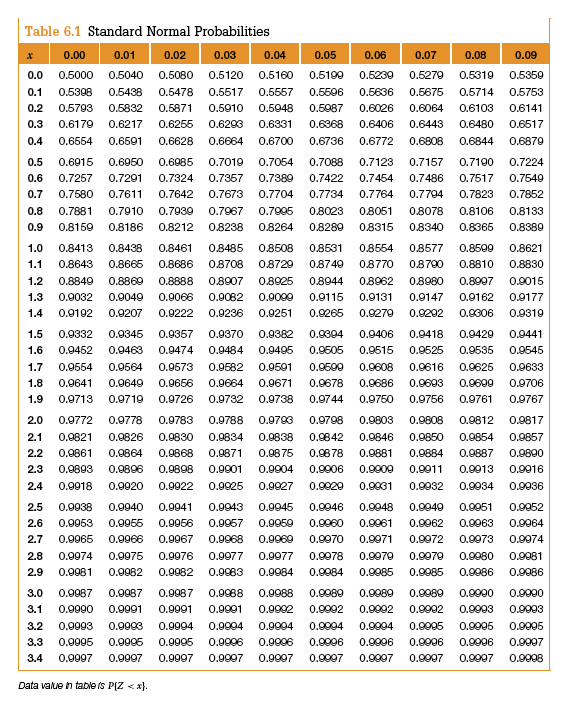 Table 6.1 Standard Normal Probabilities
x 0.00 0.01 0.02 0.03 0.04 0.05 0.06 0.07 0.08 0.09
0.0 0.5000 0.5040 0.5080 0.5120 0.5160 0.5199 0.5239 0.5279 0.5319 0.5359
0.1 0.5398 0.5438 0.5478 0.5517 0.5557 0.5596 0.5636 0.5675 0.5714 0.5753
0.2 0.5793 0.5832 0.5871 0.5910 0.5948 0.5987 0.6026 0.6064 0.6103 0.6141
0.3 0.6179 0.6217 0.6255 0.6293 0.6331 0.6368 0.6406 0.6443 0.6480 0.6517
0.4 0.6554 0.6591 0.6628 0.6664 0.6700 0.6736 0.6772 0.6808 0.6844 0.6879
0.5 0.6915 0.6950 0.6985 0.7019 0.7054 0.7088 0.7123 0.7157 0.7190 0.7224
0.6 0.7257 0.7291 0.7324 0.7357 0.7389 0.7422 0.7454 0.7486 0.7517 0.7549
0.7 0.7580 0.7611 0.7642 0.7673 0.7704 0.7734 0.7764 0.7794 0.7823 0.7852
0.8 0.7881 0.7910 0.7939 0.7967 0.7995 0.8023 0.8051 0.8078 0.8106 0.8133
0.9 0.8159 0.8186 0.8212 0.8238 0.8264 0.8289 0.8315 0.8340 0.8365 0.8389
1.0 0.8413 0.8438 0.8461 0.8485 0.8508 0.8531 0.8554 0.8577 0.8599 0.8621
1.1 0.8643 0.8665 0.8686 0.8708 0.8729 0.8749 0.8770 0.8790 0.8810 0.8830
1.2 0.8849 0.8869 0.8888 0.8907 0.8925 0.8944 0.8962 0.8980 0.8997 0.9015
1.3 0.9032 0.9049 0.9066 0.9082 0.9099 0.9115 0.9131 0.9147 0.9162 0.9177
1.4 0.9192 0.9207 0.9222 0.9236 0.9251 0.9265 0.9279 0.9292 0.9306 0.9319
1.5 0.9332 0.9345 0.9357 0.9370 0.9382 0.9394 0.9406 0.9418 0.9429 0.9441
1.6 0.9452 0.9463 0.9474 0.9484 0.9495 0.9505 0.9515 0.9525 0.9535 0.9545
1.7 0.9554 0.9564 0.9573 0.9582 0.9591 0.9599 0.9608 0.9616 0.9625 0.9633
1.8 0.9641 0.9649 0.9656 0.9664 0.9671 0.9678 0.9686 0.9693 0.9699 0.9706
1.9 0.9713 0.9719 0.9726 0.9732 0.9738 0.9744 0.9750 0.9756 0.9761 0.9767
2.0 0.9772 0.9778 0.9783 0.9788 0.9793 0.9798 0.9803 0.9808 0.9812 0.9817
2.1 0.9821 0.9826 0.9830 0.9834 0.9838 0.9842 0.9846 0.9850 0.9854 0.9857
2.2 0.9861 0.9864 0.9868 0.9871 0.9875 0.9878 0.9881 0.9884 0.9887 0.9890
2.3 0.9893 0.9896 0.9898 0.9901 0.9904 0.9906 0.9909 0.9911 0.9913 0.9916
2.4 0.9918 0.9920 0.9922 0.9925 0.9927 0.9929 0.9931 0.9932 0.9934 0.9936
2.5 0.9938 0.9940 0.9941 0.9943 0.9945 0.9946 0.9948 0.9949 0.9951 0.9952
2.6 0.9953 0.9955 0.9956 0.9957 0.9959 0.9960 0.9961 0.9962 0.9963 0.9964
2.7 0.9965 0.9966 0.9967 0.9968 0.9969 0.9970 0.9971 0.9972 0.9973 0.9974
2.8 0.9974 0.9975 0.9976 0.9977 0.9977 0.9978 0.9979 0.9979 0.9980 0.9981
2.9 0.9981 0.9982 0.9982 0.9983 0.9984 0.9984 0.9985 0.9985 0.9986 0.9986
3.0 0.9987 0.9987 0.9987 0.9988 0.9988 0.9989 0.9989 0.9989 0.9990 0.9990
3.1 0.9990 0.9991 0.9991 0.9991 0.9992 0.9992 0.9992 0.9992 0.9993 0.9993
3.2 0.9993 0.9993 0.9994 0.9994 0.9994 0.9994 0.9994 0.9995 0.9995 0.9995
3.3 0.9995 0.9995 0.9995 0.9996 0.9996 0.9996 0.9996 0.9996 0.9996 0.9997
3.4 0.9997 0.9997 0.9997 0.9997 0.9997 0.9997 0.9997 0.9997 0.9997 0.9998
Data value in table is P{Z < x}.